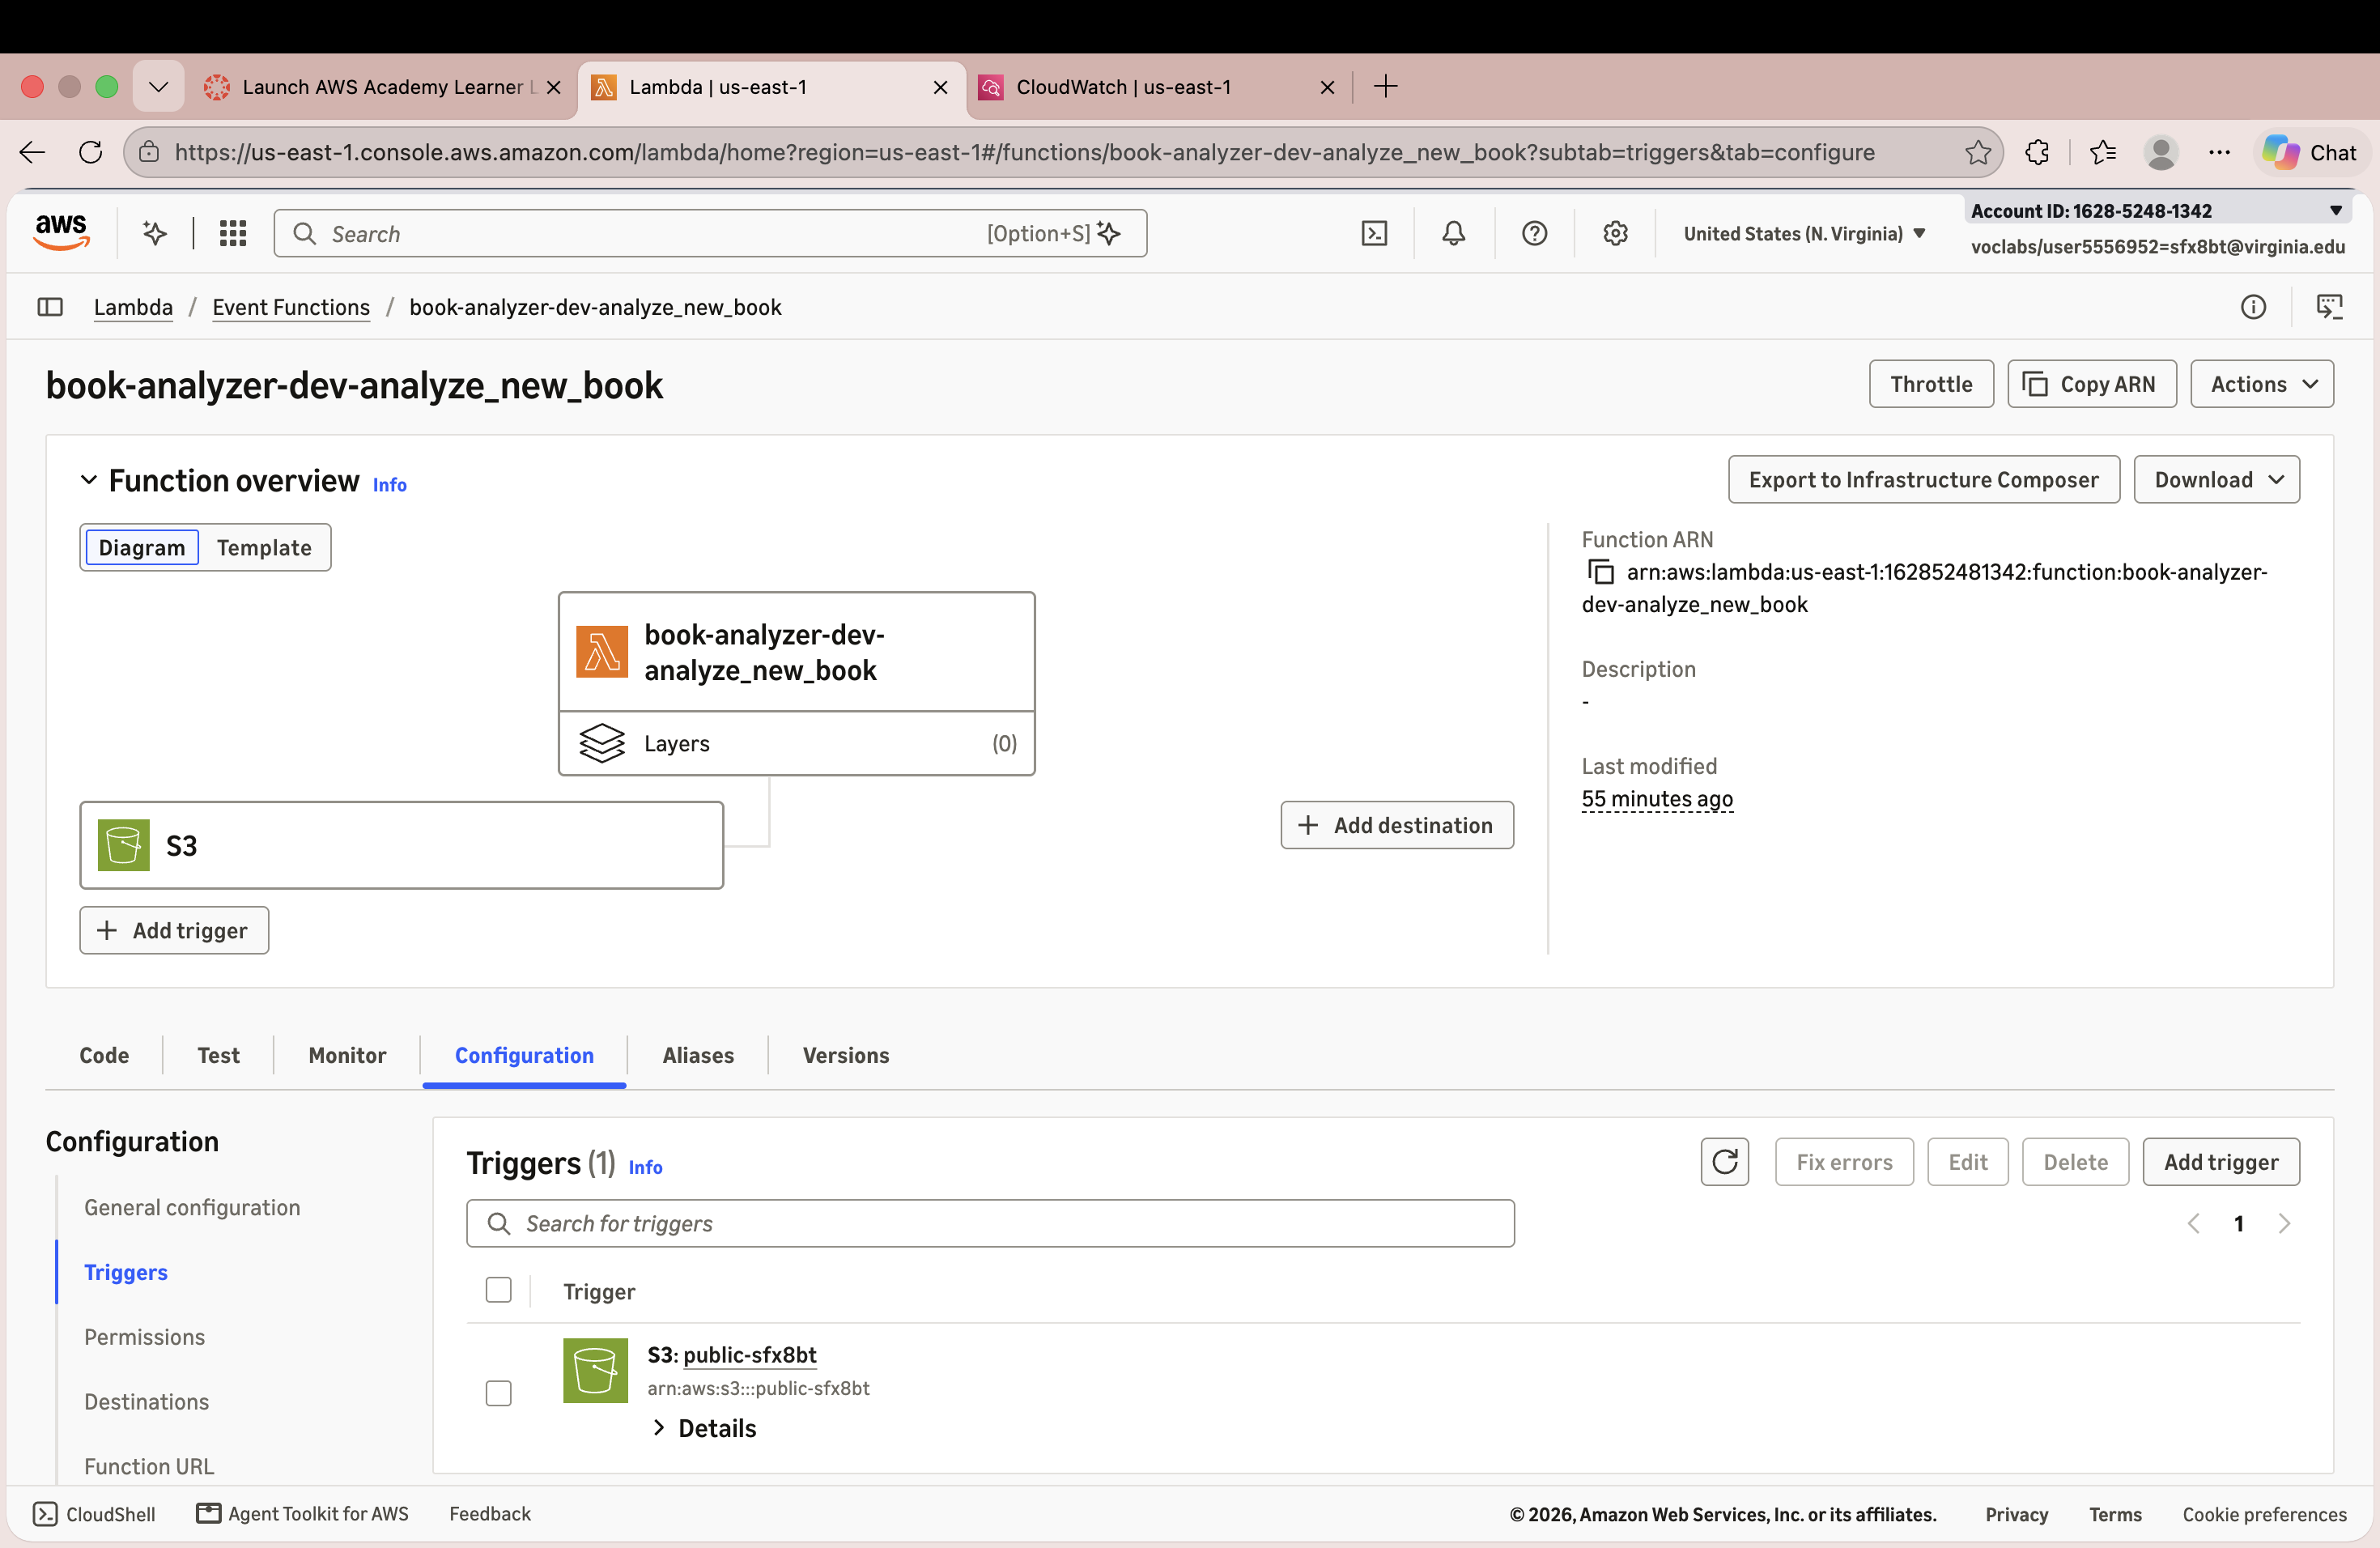 Launch AWS Academy Learner L
Lambda | us-east-1
CloudWatch | us-east-1
https://us-east-1.console.aws.amazon.com/lambda/home?region=us-east-1#/functions/book-analyzer-dev-analyze_new_book?subtab=triggers&tab=configure
Chat
aws
Search
[Option+S]
United States (N. Virginia)
Account ID: 1628-5248-1342
voclabs/user5556952=sfx8bt@virginia.edu
Lambda / Event Functions / book-analyzer-dev-analyze_new_book
book-analyzer-dev-analyze_new_book
Throttle
Copy ARN
Actions
Function overview Info
Export to Infrastructure Composer
Download
Diagram
Template
book-analyzer-dev-
analyze_new_book
Layers
(0)
S3
Add trigger
Add destination
Function ARN
arn:aws:lambda:us-east-1:162852481342:function:book-analyzer-
dev-analyze_new_book
Description
-
Last modified
55 minutes ago
Code
Test
Monitor
Configuration
Aliases
Versions
Configuration
General configuration
Triggers
Permissions
Destinations
Function URL
Triggers (1) Info
Fix errors
Edit
Delete
Add trigger
Search for triggers
1
Trigger
S3: public-sfx8bt
arn:aws:s3:::public-sfx8bt
Details
CloudShell
Agent Toolkit for AWS
Feedback
© 2026, Amazon Web Services, Inc. or its affiliates.
Privacy
Terms
Cookie preferences